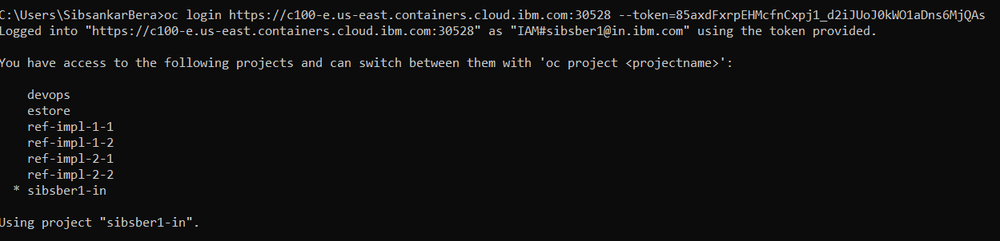 C:\Users\SibsankarBera>oc login https://c100-e.us-east.containers.cloud.ibm.com:30528 --token=85axdFxrpEHMcfnCxpj1_d2iJUoJ0kWO1aDns6MjQAs
Logged into "https://c100-e.us-east.containers.cloud.ibm.com:30528" as "IAM#sibsber1@in.ibm.com" using the token provided.
You have access to the following projects and can switch between them with 'oc project <projectname>':
devops
estore
ref-impl-1-1
ref-impl-1-2
ref-impl-2-1
ref-impl-2-2
* sibsber1-in
Using project "sibsber1-in".